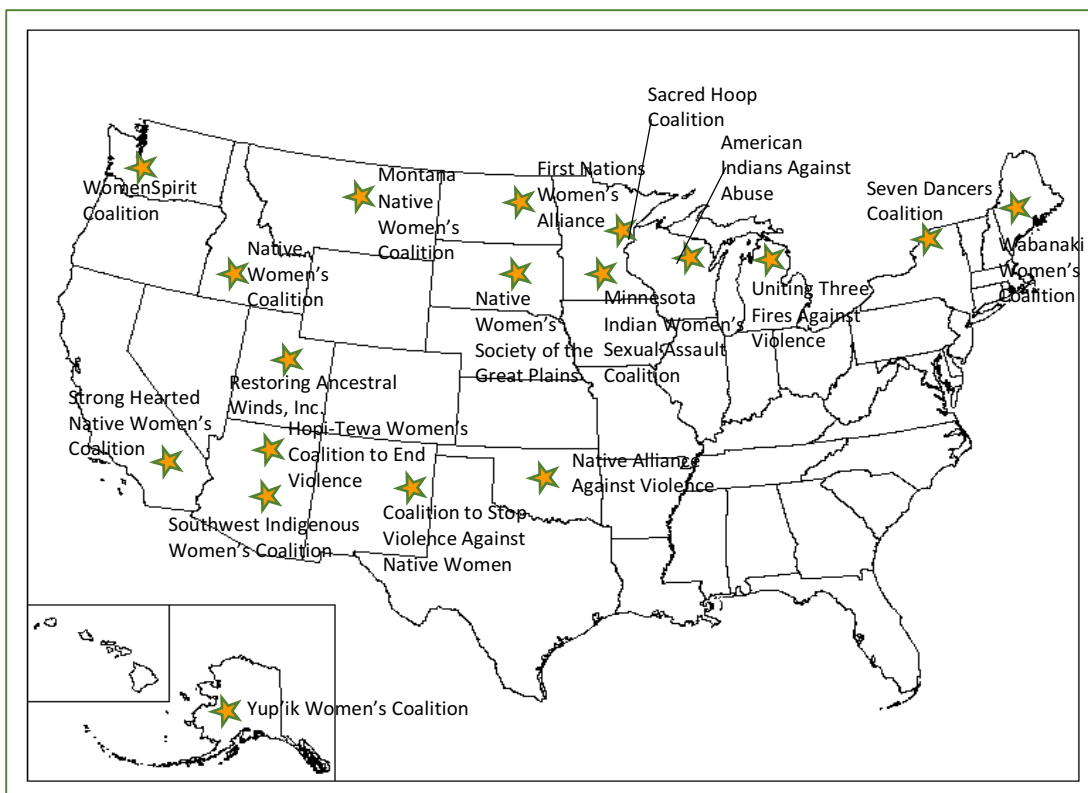 Sacred Hoop
Coalition
American
Indians Against
Abuse
First Nations
Women's
Alliance
Montana
Native
Women's
Coalition
WomenSpirit
Coalition
Seven Dancers
Coalition
Wabanaki
Women's
Coalition
Native
Women's
Coalition
Native
Women's
Society of the
Great Plains
Minnesota
Indian Women's
Sexual Assault
Coalition
Uniting Three
Fires Against
Violence
Restoring Ancestral
Winds, Inc.
Strong Hearted
Native Women's
Coalition
Hopi-Tewa Women's
Coalition to End
Violence
Native Alliance
Against Violence
Southwest Indigenous
Women's Coalition
Coalition to Stop
Violence Against
Native Women
Yup'ik Women's Coalition